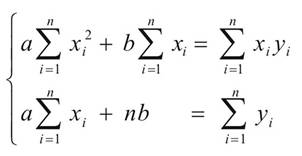 a∑_{i=1}^{n} x_i^2 + b∑_{i=1}^{n} x_i = ∑_{i=1}^{n} x_i y_i
a∑_{i=1}^{n} x_i + nb = ∑_{i=1}^{n} y_i